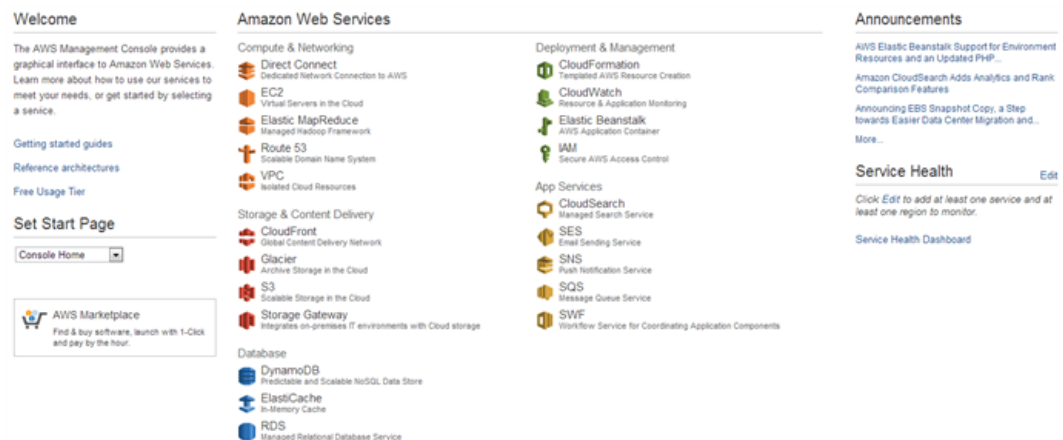 Welcome
The AWS Management Console provides a
graphical interface to Amazon Web Services.
Learn more about how to use our services to
meet your needs, or get started by selecting
a service.
Getting started guides
Reference architectures
Free Usage Tier
Set Start Page
Console Home
AWS Marketplace
Find & buy software, launch with 1-Click
and pay by the hour.
Amazon Web Services
Compute & Networking
Direct Connect
Dedicated Network Connection to AWS
EC2
Virtual Servers in the Cloud
Elastic MapReduce
Managed Hadoop Framework
Route 53
Scalable Domain Name System
VPC
Isolated Cloud Resources
Storage & Content Delivery
CloudFront
Global Content Delivery Network
Glacier
Archive Storage in the Cloud
S3
Scalable Storage in the Cloud
Storage Gateway
Integrates on-premises IT environments with Cloud storage
Database
DynamoDB
Predictable and Scalable NoSQL Data Store
ElastiCache
In-Memory Cache
RDS
Managed Relational Database Service
Deployment & Management
CloudFormation
Templated AWS Resource Creation
CloudWatch
Resource & Application Monitoring
Elastic Beanstalk
AWS Application Container
IAM
Secure AWS Access Control
App Services
CloudSearch
Managed Search Service
SES
Email Sending Service
SNS
Push Notification Service
SQS
Message Queue Service
SWF
Workflow Service for Coordinating Application Components
Announcements
AWS Elastic Beanstalk Support for Environment
Resources and an Updated PHP...
Amazon CloudSearch Adds Analytics and Rank
Comparison Features
Announcing EBS Snapshot Copy, a Step
towards Easier Data Center Migration and...
More...
Service Health
Edit
Click Edit to add at least one service and at
least one region to monitor.
Service Health Dashboard